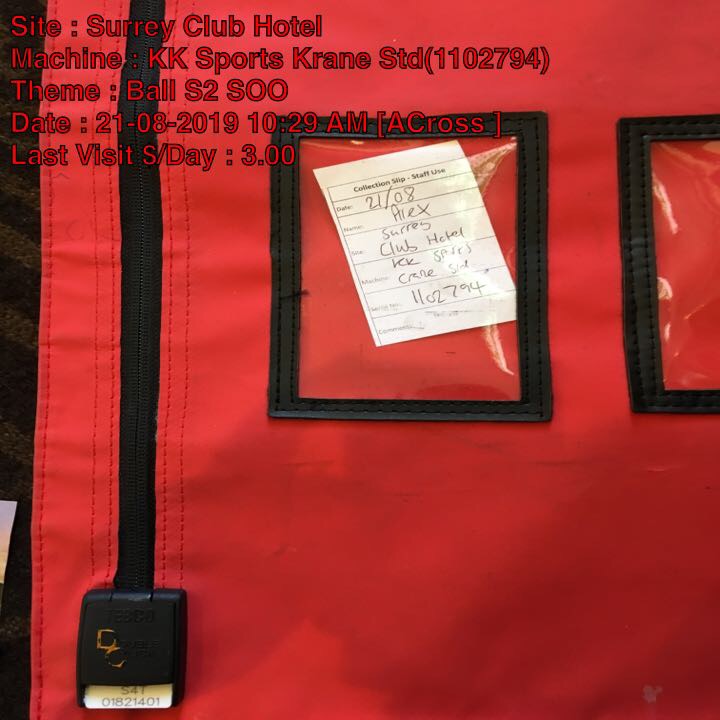 Site : Surrey Club Hotel
Machine : KK Sports Krane Std(1102794)
Theme : Ball S2 SOO
Date : 21-08-2019 10:29 AM [ACross ]
Last Visit $/Day : 3.00
Collection Slip - Staff Use
Date: 21/08
Name: Alex
Surrey
Site: Club Hotel
KK Sports
Machine: Crane Std
Serial No: 1102794
Comment
S41
01821401